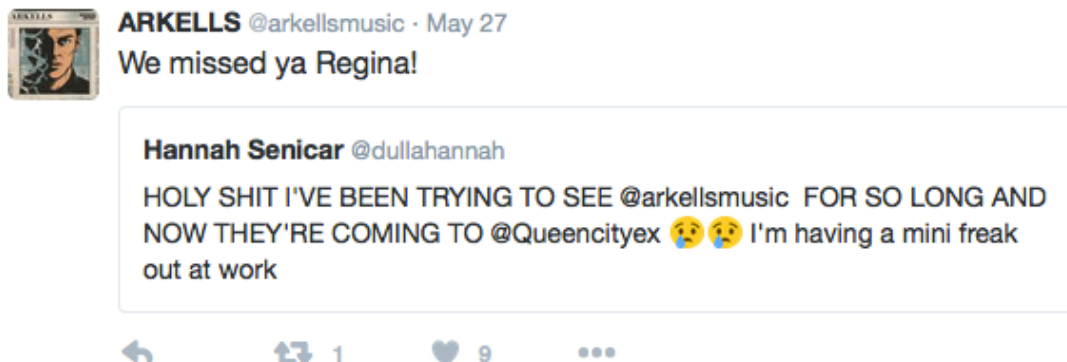 ARKELLS @arkellsmusic · May 27
We missed ya Regina!
Hannah Senicar @dullahannah
HOLY SHIT I'VE BEEN TRYING TO SEE @arkellsmusic FOR SO LONG AND
NOW THEY'RE COMING TO @Queencityex 😢😢 I'm having a mini freak
out at work
1 9